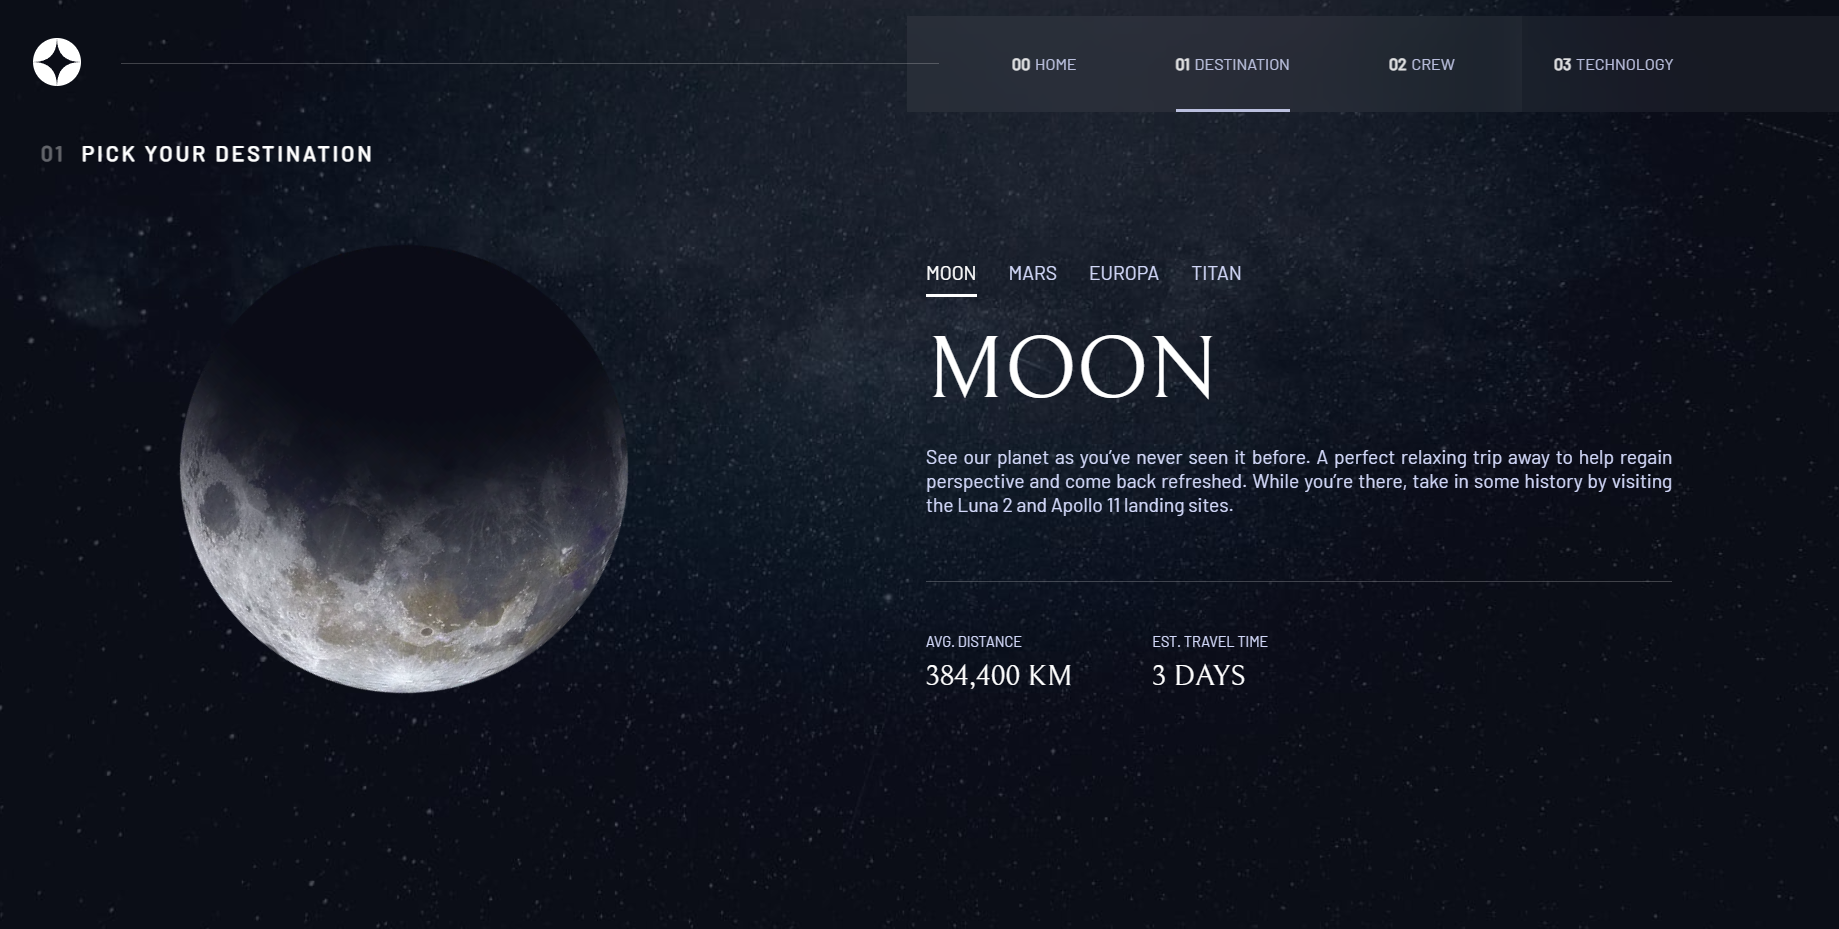 00 HOME 01 DESTINATION 02 CREW 03 TECHNOLOGY
01 PICK YOUR DESTINATION
MOON MARS EUROPA TITAN
MOON
See our planet as you’ve never seen it before. A perfect relaxing trip away to help regain
perspective and come back refreshed. While you’re there, take in some history by visiting
the Luna 2 and Apollo 11 landing sites.
AVG. DISTANCE EST. TRAVEL TIME
384,400 KM 3 DAYS